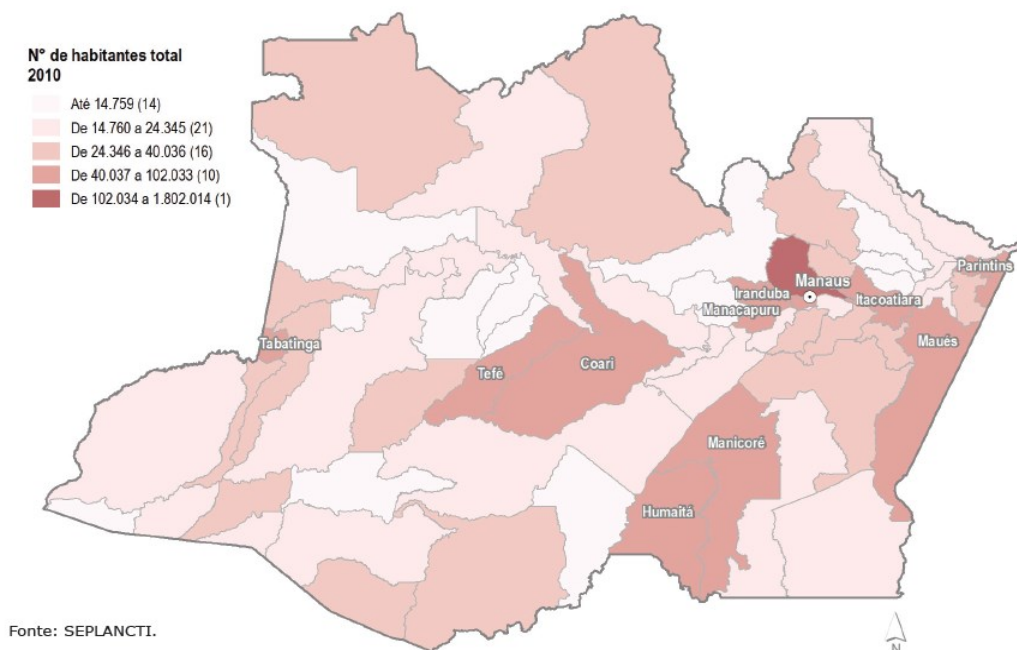 N° de habitantes total
2010
Até 14.759 (14)
De 14.760 a 24.345 (21)
De 24.346 a 40.036 (16)
De 40.037 a 102.033 (10)
De 102.034 a 1.802.014 (1)
Parintins
Manaus
Iranduba
Itacoatiara
Manacapuru
Maués
Tabatinga
Coari
Tefé
Manicoré
Humaitá
Fonte: SEPLANCTI.
N